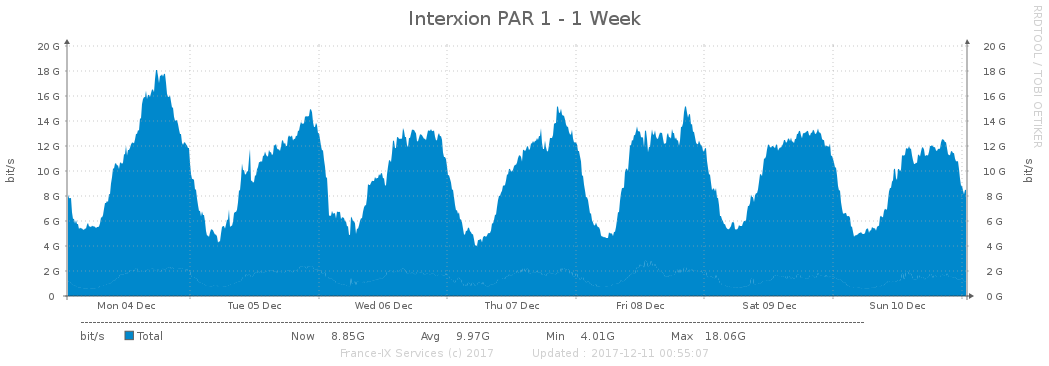 Interxion PAR 1 - 1 Week
RRDTOOL / TOBI OETIKER
20 G 20 G
18 G 18 G
16 G 16 G
14 G 14 G
12 G 12 G
10 G 10 G
8 G 8 G
6 G 6 G
4 G 4 G
2 G 2 G
0 0 G
bit/s
bit/s
Mon 04 Dec Tue 05 Dec Wed 06 Dec Thu 07 Dec Fri 08 Dec Sat 09 Dec Sun 10 Dec
bit/s Total Now 8.85G Avg 9.97G Min 4.01G Max 18.06G
France-IX Services (c) 2017 Updated : 2017-12-11 00:55:07